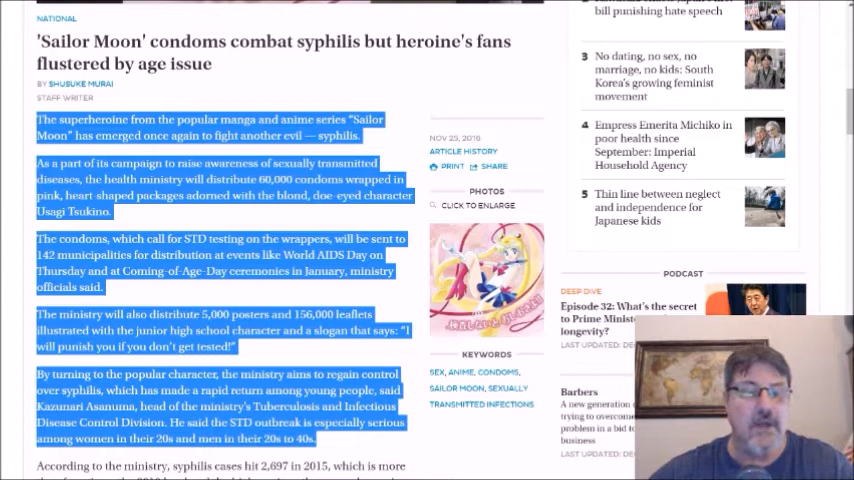 NATIONAL
'Sailor Moon' condoms combat syphilis but heroine's fans
flustered by age issue
BY SHUSUKE MURAI
STAFF WRITER
The superheroine from the popular manga and anime series "Sailor
Moon" has emerged once again to fight another evil — syphilis.
As a part of its campaign to raise awareness of sexually transmitted
diseases, the health ministry will distribute 60,000 condoms wrapped in
pink, heart-shaped packages adorned with the blond, doe-eyed character
Usagi Tsukino.
The condoms, which call for STD testing on the wrappers, will be sent to
142 municipalities for distribution at events like World AIDS Day on
Thursday and at Coming-of-Age-Day ceremonies in January, ministry
officials said.
The ministry will also distribute 5,000 posters and 156,000 leaflets
illustrated with the junior high school character and a slogan that says: "I
will punish you if you don't get tested!"
By turning to the popular character, the ministry aims to regain control
over syphilis, which has made a rapid return among young people, said
Kazunari Asanuma, head of the ministry's Tuberculosis and Infectious
Disease Control Division. He said the STD outbreak is especially serious
among women in their 20s and men in their 20s to 40s.
According to the ministry, syphilis cases hit 2,697 in 2015, which is more
NOV 25, 2016
ARTICLE HISTORY
PRINT SHARE
PHOTOS
CLICK TO ENLARGE
KEYWORDS
SEX, ANIME, CONDOMS,
SAILOR MOON, SEXUALLY
TRANSMITTED INFECTIONS
bill punishing hate speech
3 No dating, no sex, no
marriage, no kids: South
Korea's growing feminist
movement
4 Empress Emerita Michiko in
poor health since
September: Imperial
Household Agency
5 Thin line between neglect
and independence for
Japanese kids
PODCAST
DEEP DIVE
Episode 32: What's the secret
to Prime
longevity?
LAST UPDATED:
Barbers
A new generation
trying to overcome
problem in a bid to
business
LAST UPDATED: